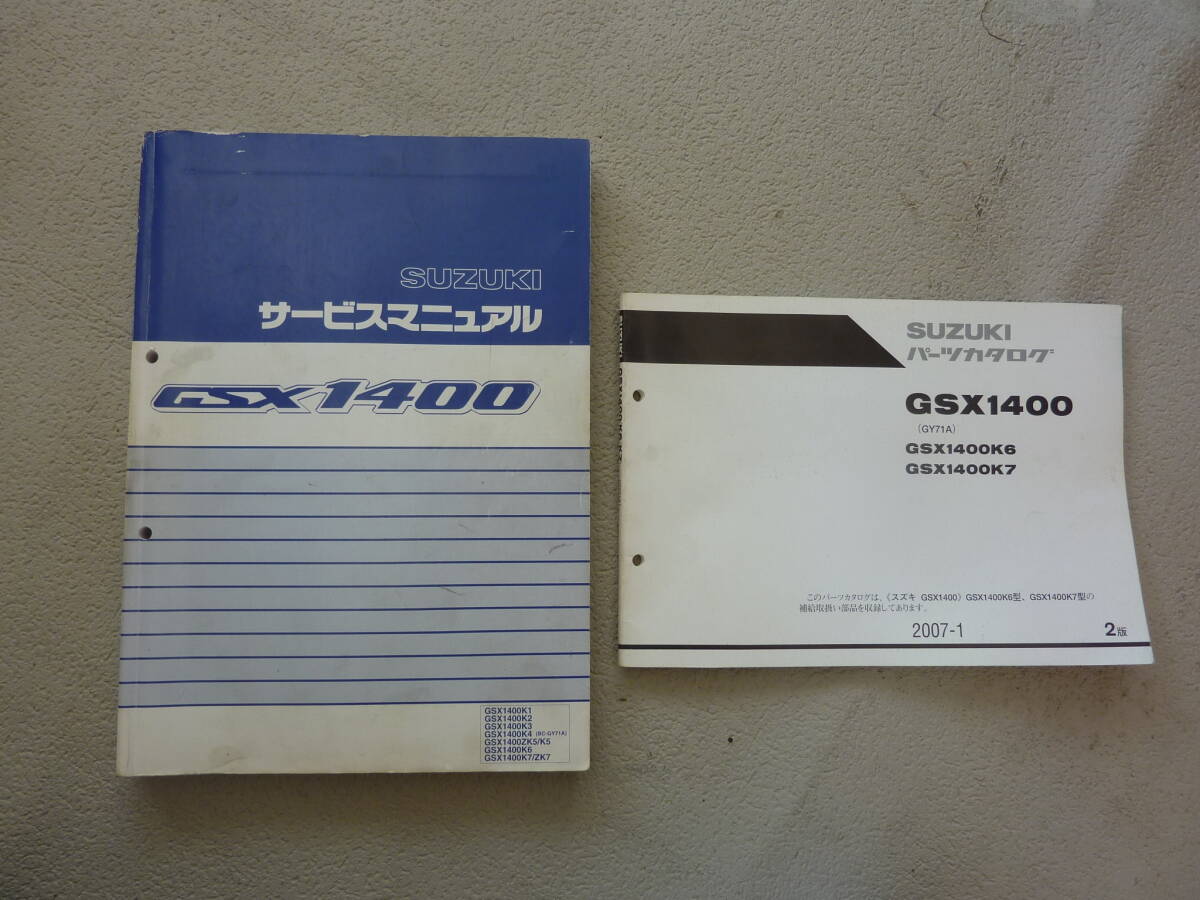 SUZUKI
サービスマニュアル
GSX1400
GSX1400K1
GSX1400K2
GSX1400K3
GSX1400K4 (BC-GY71A)
GSX1400ZK5/K5
GSX1400K6
GSX1400K7/ZK7
SUZUKI
パーツカタログ
GSX1400
(GY71A)
GSX1400K6
GSX1400K7
このパーツカタログは、《スズキ GSX1400》GSX1400K6型、GSX1400K7型の
補給取扱い部品を収録してあります。
2007-1
2版